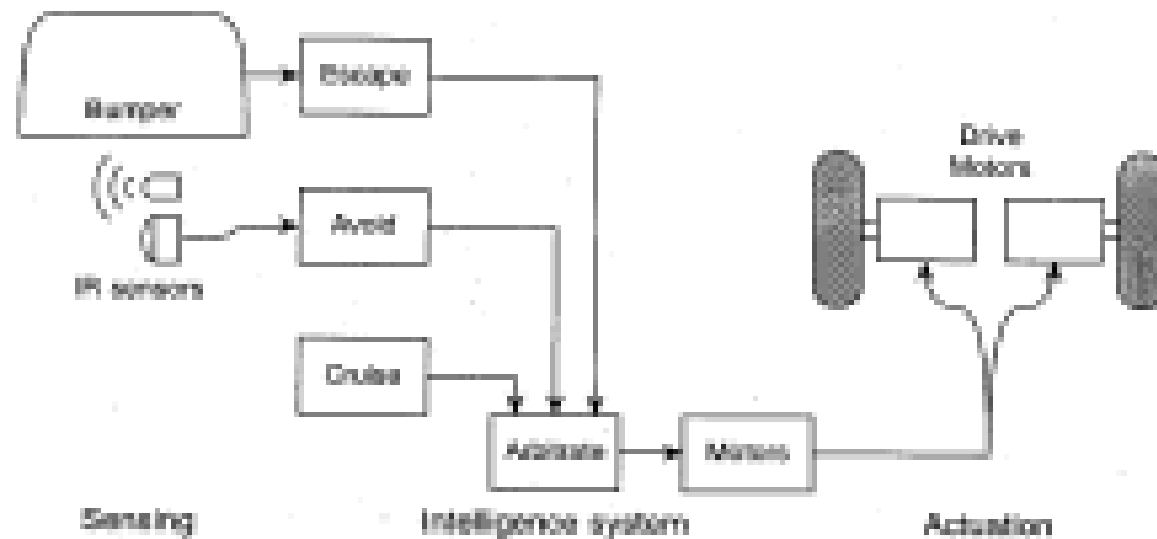 Bumper
Escape
Drive
Motors
Avoid
IR sensors
Cruise
Arbitrate
Motors
Sensing
Intelligence system
Actuation